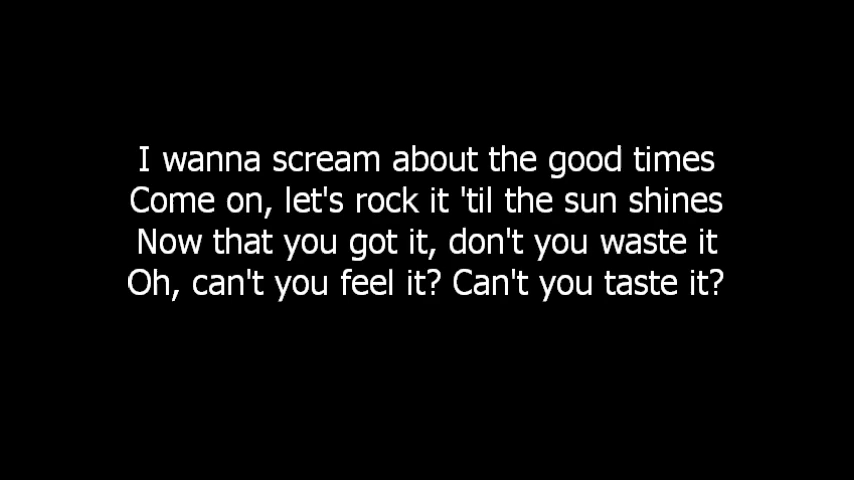 I wanna scream about the good times
Come on, let's rock it 'til the sun shines
Now that you got it, don't you waste it
Oh, can't you feel it? Can't you taste it?